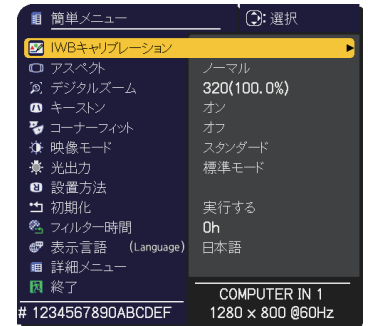 簡単メニュー :選択
IWBキャリブレーション
アスペクト ノーマル
デジタルズーム 320(100.0%)
キーストン オン
コーナーフィット オフ
映像モード スタンダード
光出力 標準モード
設置方法
初期化 実行する
フィルター時間 0h
表示言語 (Language) 日本語
詳細メニュー
終了
COMPUTER IN 1
# 1234567890ABCDEF 1280 x 800 @60Hz